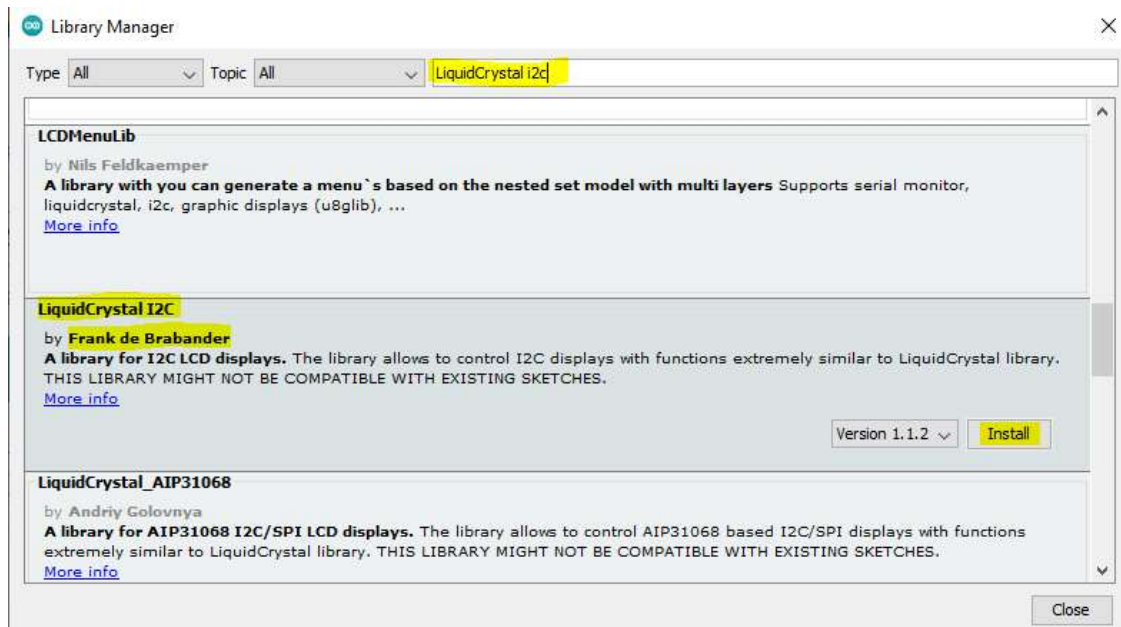 Library Manager
Type All Topic All LiquidCrystal i2c
LCDMenuLib
by Nils Feldkaemper
A library with you can generate a menu`s based on the nested set model with multi layers Supports serial monitor,
liquidcrystal, i2c, graphic displays (u8glib), ...
More info
LiquidCrystal I2C
by Frank de Brabander
A library for I2C LCD displays. The library allows to control I2C displays with functions extremely similar to LiquidCrystal library.
THIS LIBRARY MIGHT NOT BE COMPATIBLE WITH EXISTING SKETCHES.
More info
Version 1.1.2 Install
LiquidCrystal_AIP31068
by Andriy Golovnya
A library for AIP31068 I2C/SPI LCD displays. The library allows to control AIP31068 based I2C/SPI displays with functions
extremely similar to LiquidCrystal library. THIS LIBRARY MIGHT NOT BE COMPATIBLE WITH EXISTING SKETCHES.
More info
Close